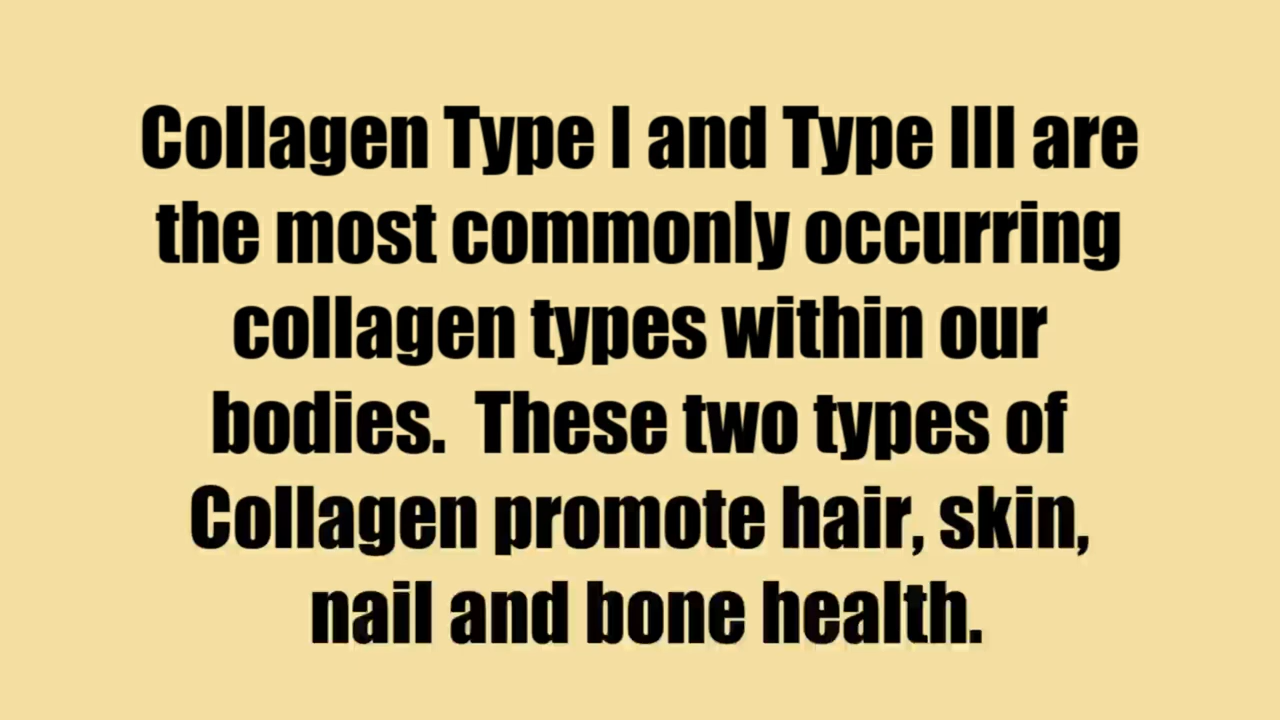 Collagen Type I and Type III are
the most commonly occurring
collagen types within our
bodies.  These two types of
Collagen promote hair, skin,
nail and bone health.